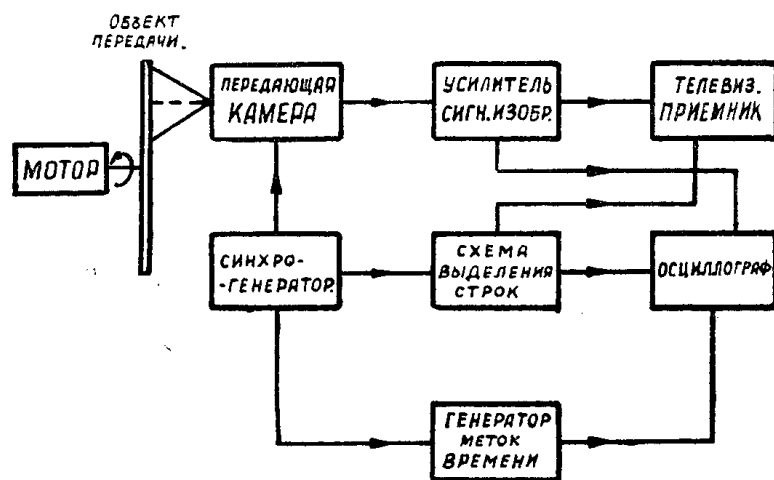 ОБЪЕКТ
ПЕРЕДАЧИ.
ПЕРЕДАЮЩАЯ
КАМЕРА
УСИЛИТЕЛЬ
СИГН.ИЗОБР.
ТЕЛЕВИЗ.
ПРИЕМНИК
МОТОР
СИНХРО-
-ГЕНЕРАТОР.
СХЕМА
ВЫДЕЛЕНИЯ
СТРОК
ОСЦИЛЛОГРАФ.
ГЕНЕРАТОР
МЕТОК
ВРЕМЕНИ